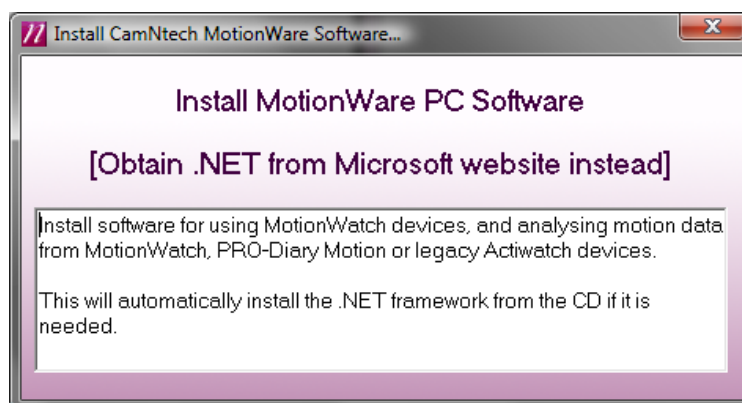 Install CamNtech MotionWare Software...
Install MotionWare PC Software
[Obtain .NET from Microsoft website instead]
Install software for using MotionWatch devices, and analysing motion data
from MotionWatch, PRO-Diary Motion or legacy Actiwatch devices.
This will automatically install the .NET framework from the CD if it is
needed.